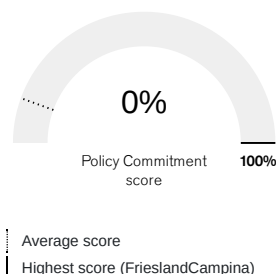 0%
Policy Commitment 100%
score
Average score
Highest score (FrieslandCampina)